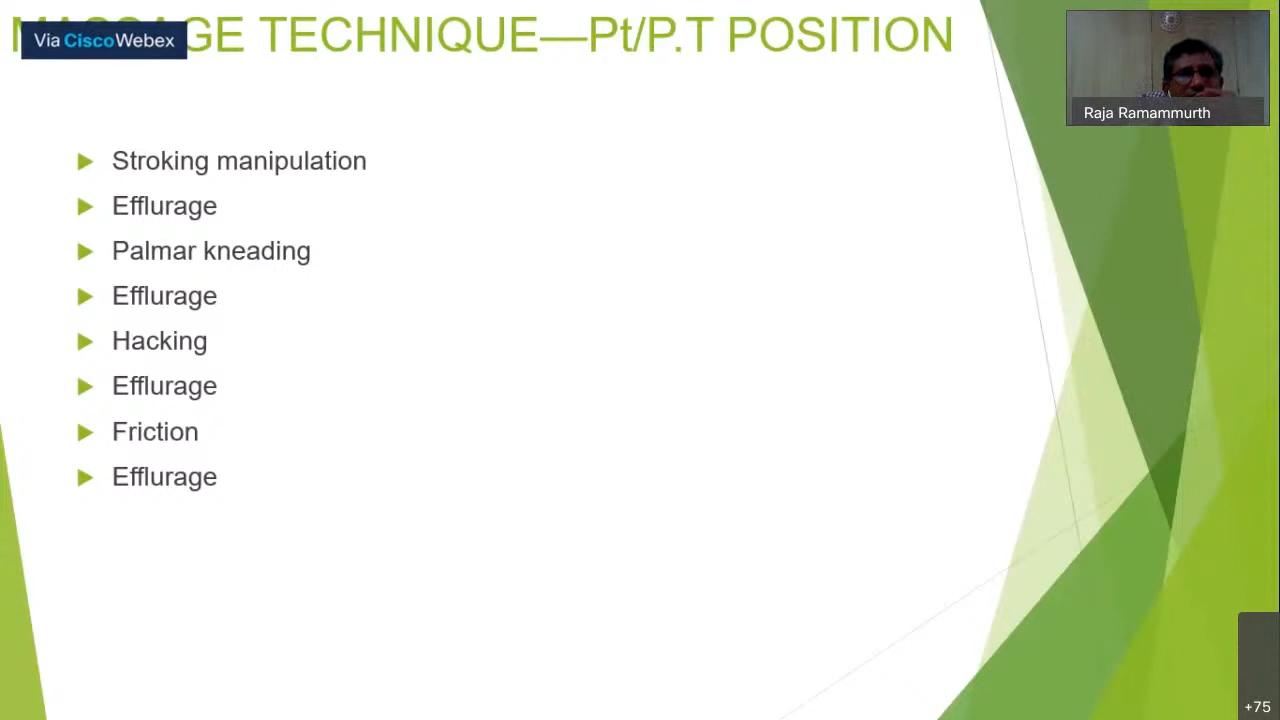 GE TECHNIQUE—Pt/P.T POSITION
Via Cisco Webex
Raja Ramammurth
Stroking manipulation
Efflurage
Palmar kneading
Efflurage
Hacking
Efflurage
Friction
Efflurage
+75